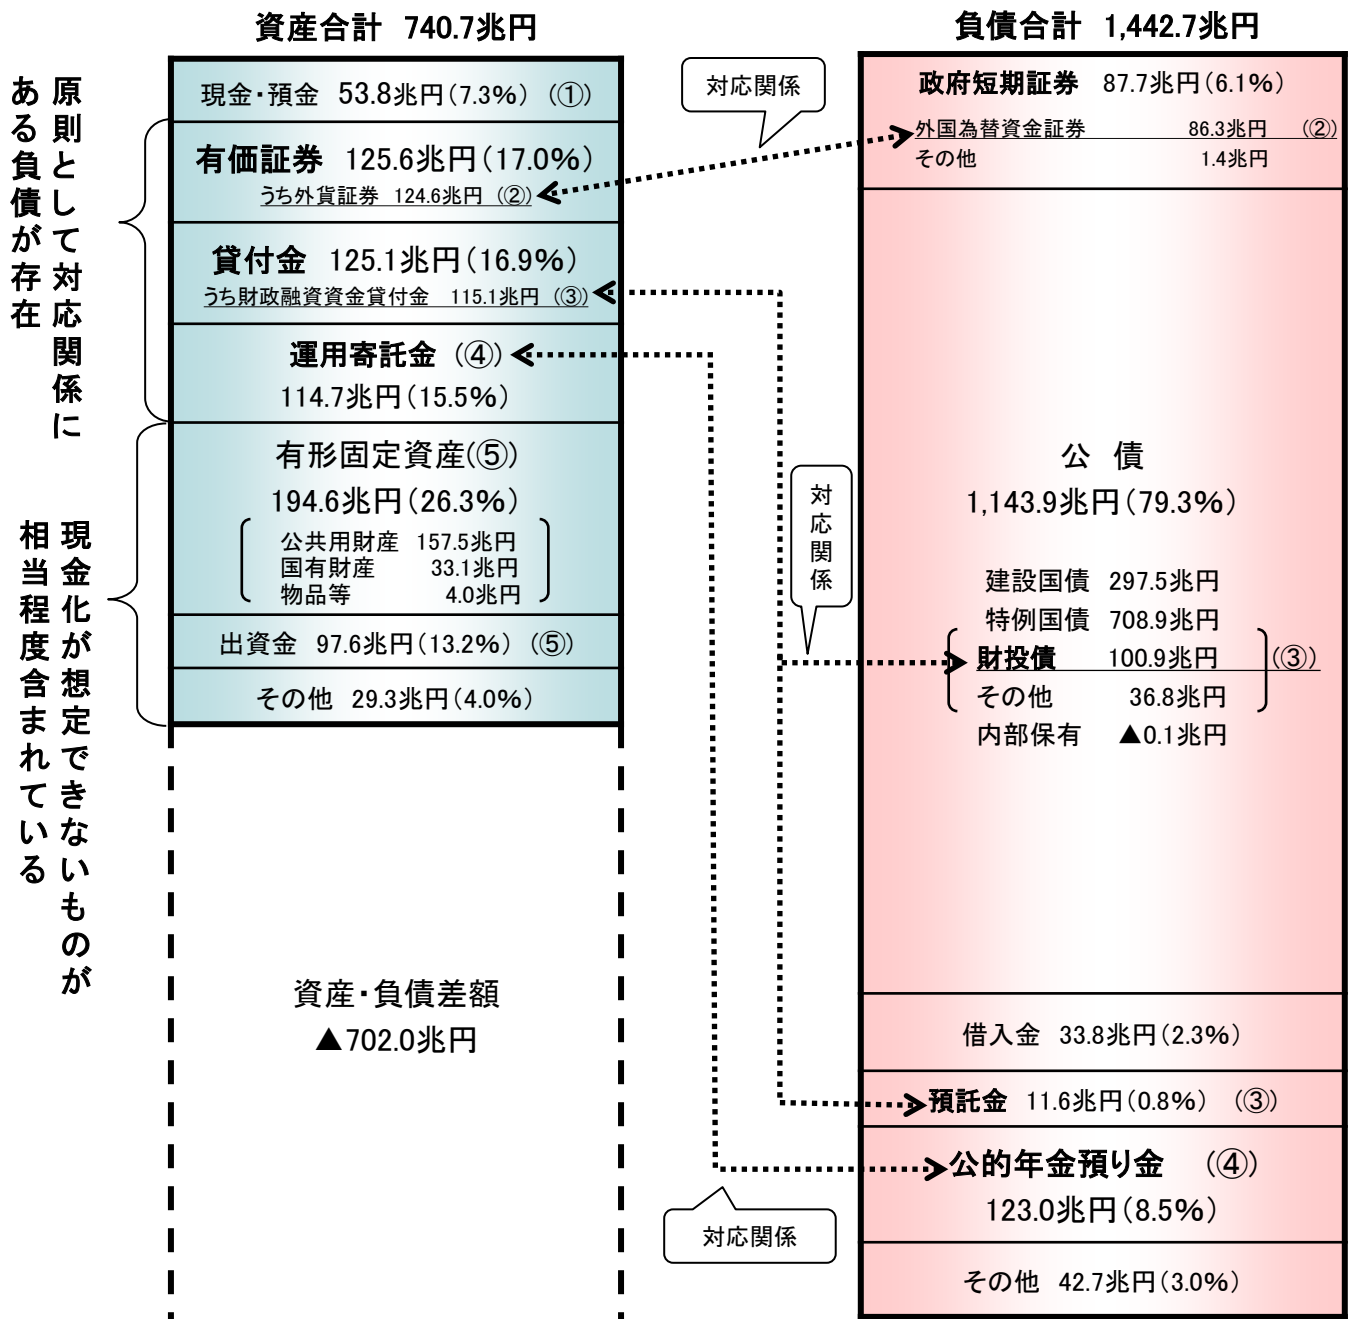 資産合計 740.7兆円
現金・預金 53.8兆円(7.3%) (①)
有価証券 125.6兆円(17.0%)
うち外貨証券 124.6兆円 (②)
貸付金 125.1兆円(16.9%)
うち財政融資資金貸付金 115.1兆円 (③)
運用寄託金 (④)
114.7兆円(15.5%)
有形固定資産(⑤)
194.6兆円(26.3%)
公共用財産 157.5兆円
国有財産 33.1兆円
物品等 4.0兆円
出資金 97.6兆円(13.2%) (⑤)
その他 29.3兆円(4.0%)
資産・負債差額
▲702.0兆円
原則として対応関係に
ある負債が存在
現金化が想定できないものが
相当程度含まれている
対応関係
対応関係
対応関係
負債合計 1,442.7兆円
政府短期証券 87.7兆円(6.1%)
外国為替資金証券 86.3兆円 (②)
その他 1.4兆円
公 債
1,143.9兆円(79.3%)
建設国債 297.5兆円
特例国債 708.9兆円
財投債 100.9兆円 (③)
その他 36.8兆円
内部保有 ▲0.1兆円
借入金 33.8兆円(2.3%)
預託金 11.6兆円(0.8%) (③)
公的年金預り金 (④)
123.0兆円(8.5%)
その他 42.7兆円(3.0%)